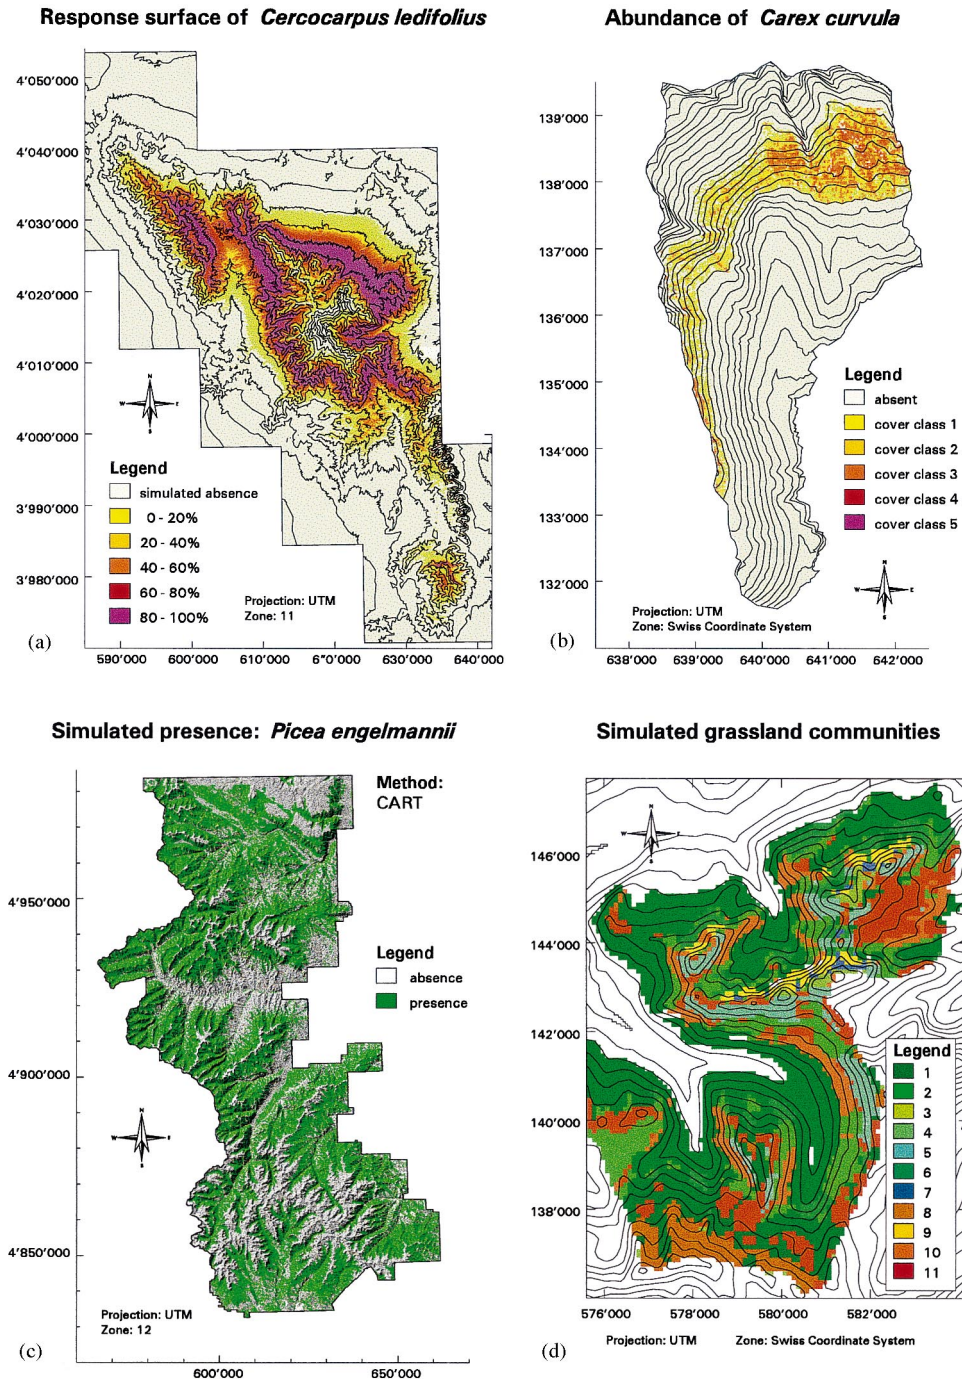 Response surface of Cercocarpus ledifolius
4'050'000
4'040'000
4'030'000
4'020'000
4'010'000
4'000'000
3'990'000
3'980'000
N
W E
S
Legend
simulated absence
0 - 20%
20 - 40%
40 - 60%
60 - 80%
80 - 100%
Projection: UTM
Zone: 11
(a)
590'000 600'000 610'000 6"0'000 630'000 640'000
Abundance of Carex curvula
139'000
138'000
137'000
136'000
135'000
134'000
133'000
132'000
Legend
absent
cover class 1
cover class 2
cover class 3
cover class 4
cover class 5
N
W E
S
Projection: UTM
Zone: Swiss Coordinate System
(b)
638'000 639'000 640'000 641'000 642'000
Simulated presence: Picea engelmannii
Method:
CART
4'950'000
4'900'000
4'850'000
Legend
absence
presence
N
W E
S
Projection: UTM
Zone: 12
(c)
600'000 650'000
Simulated grassland communities
N
W E
S
146'000
144'000
142'000
140'000
138'000
Legend
1
2
3
4
5
6
7
8
9
10
11
576'000 578'000 580'000 582'000
Projection: UTM Zone: Swiss Coordinate System
(d)